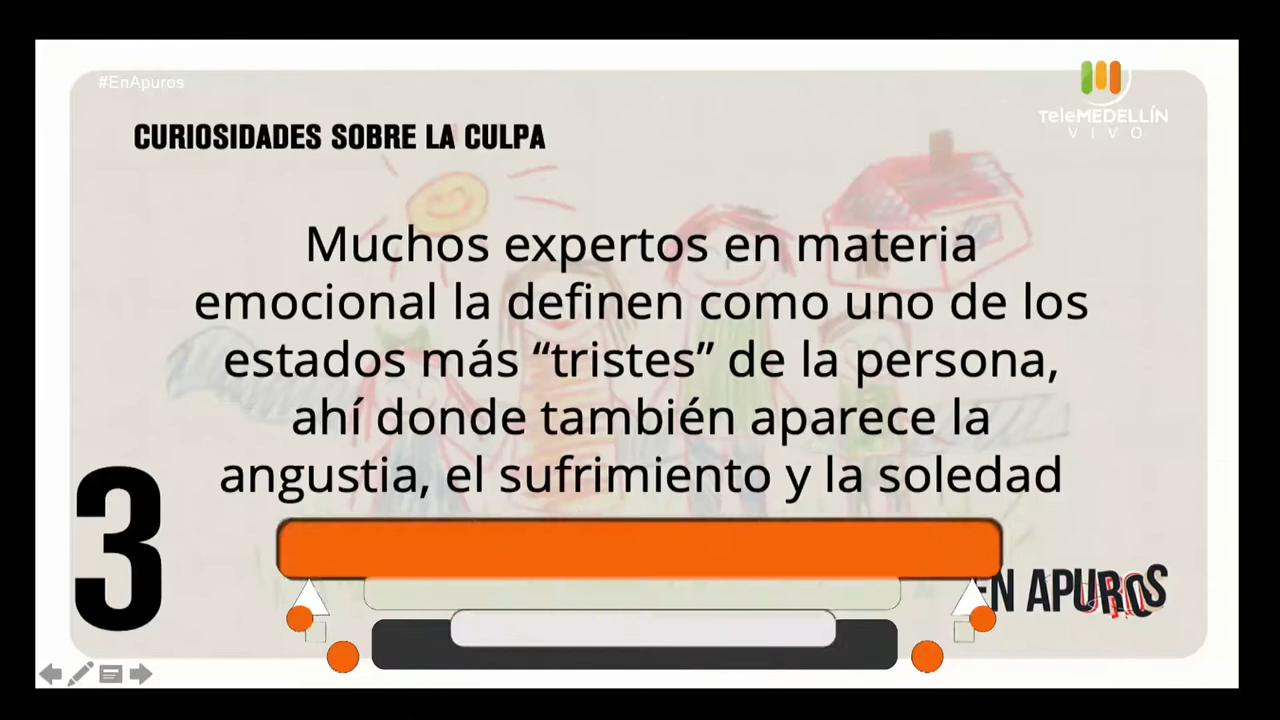 #EnApuros
TeleMEDELLÍN
VIVO
CURIOSIDADES SOBRE LA CULPA
Muchos expertos en materia
emocional la definen como uno de los
estados más “tristes” de la persona,
ahí donde también aparece la
angustia, el sufrimiento y la soledad
3
EN APUROS